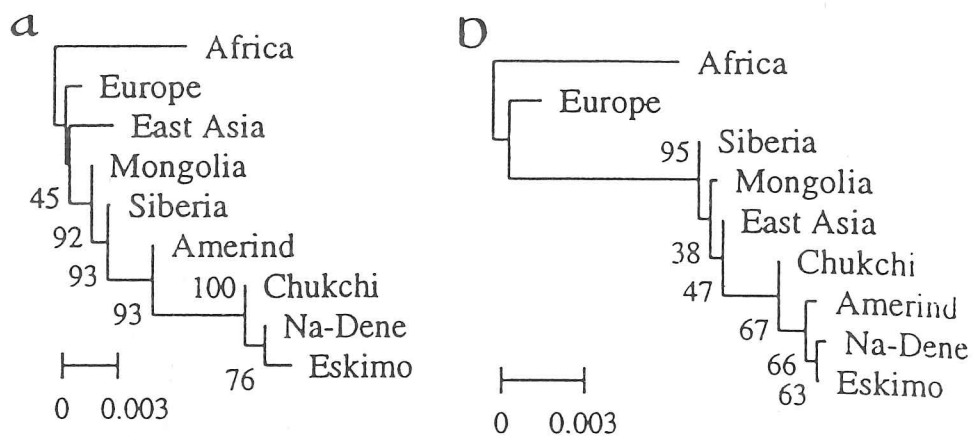 a
Africa
Europe
East Asia
Mongolia
45
Siberia
92
Amerind
93
100
Chukchi
93
Na-Dene
76
Eskimo
0
0.003
b
Africa
Europe
Siberia
95
Mongolia
East Asia
38
Chukchi
47
Amerind
67
Na-Dene
66
Eskimo
63
0
0.003